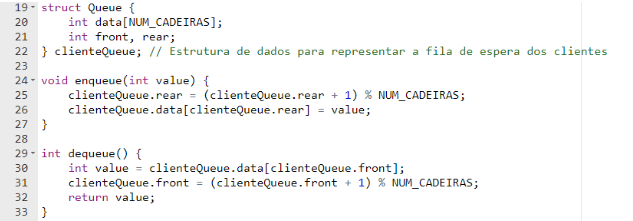 19 struct Queue {
20     int data[NUM_CADEIRAS];
21     int front, rear;
22 } clienteQueue; // Estrutura de dados para representar a fila de espera dos clientes
23
24 void enqueue(int value) {
25     clienteQueue.rear = (clienteQueue.rear + 1) % NUM_CADEIRAS;
26     clienteQueue.data[clienteQueue.rear] = value;
27 }
28
29 int dequeue() {
30     int value = clienteQueue.data[clienteQueue.front];
31     clienteQueue.front = (clienteQueue.front + 1) % NUM_CADEIRAS;
32     return value;
33 }